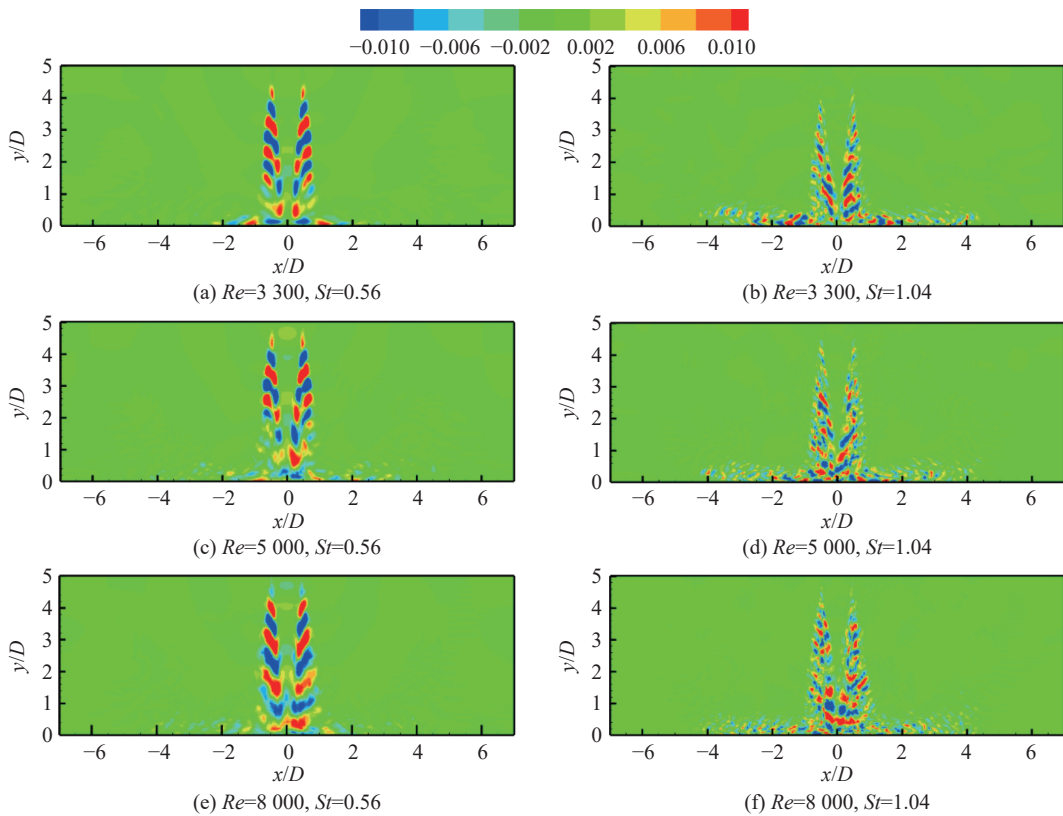 −0.010 −0.006 −0.002 0.002 0.006 0.010
5
4
3
2
1
0
y/D
−6 −4 −2 0 2 4 6
x/D
(a) Re=3 300, St=0.56
5
4
3
2
1
0
y/D
−6 −4 −2 0 2 4 6
x/D
(b) Re=3 300, St=1.04
5
4
3
2
1
0
y/D
−6 −4 −2 0 2 4 6
x/D
(c) Re=5 000, St=0.56
5
4
3
2
1
0
y/D
−6 −4 −2 0 2 4 6
x/D
(d) Re=5 000, St=1.04
5
4
3
2
1
0
y/D
−6 −4 −2 0 2 4 6
x/D
(e) Re=8 000, St=0.56
5
4
3
2
1
0
y/D
−6 −4 −2 0 2 4 6
x/D
(f) Re=8 000, St=1.04